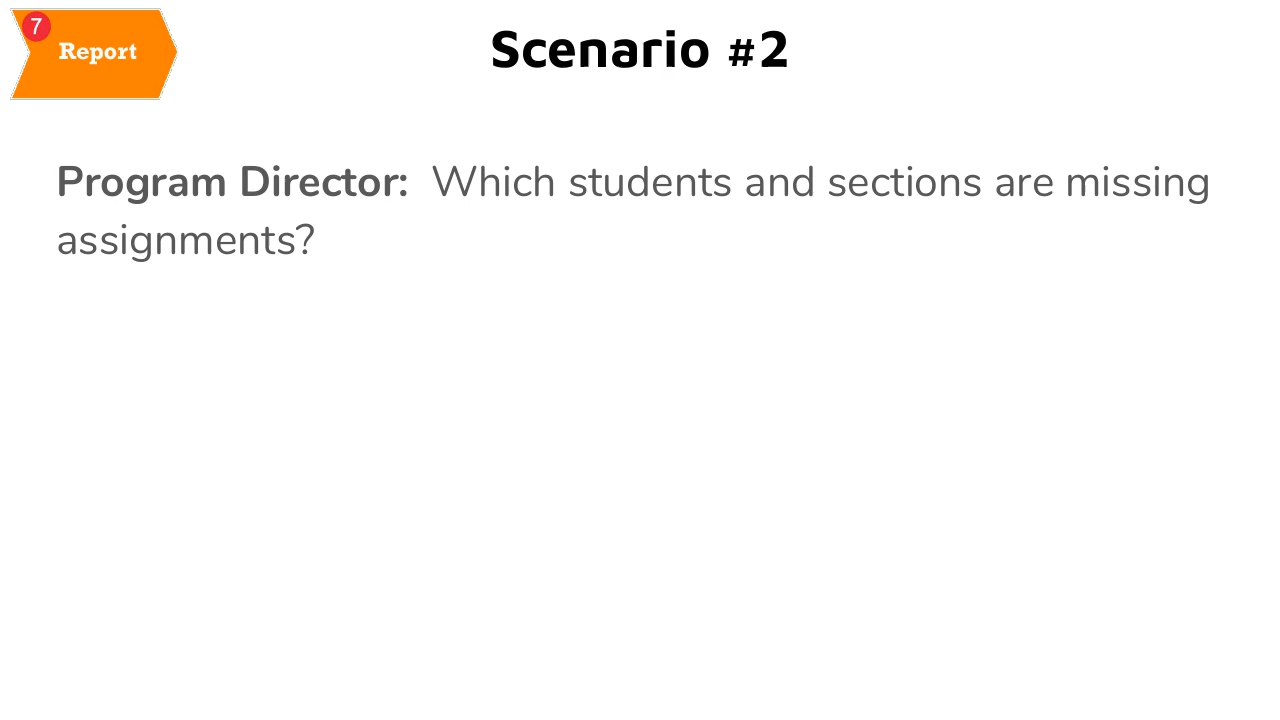 7
Report
Scenario #2
Program Director:  Which students and sections are missing
assignments?